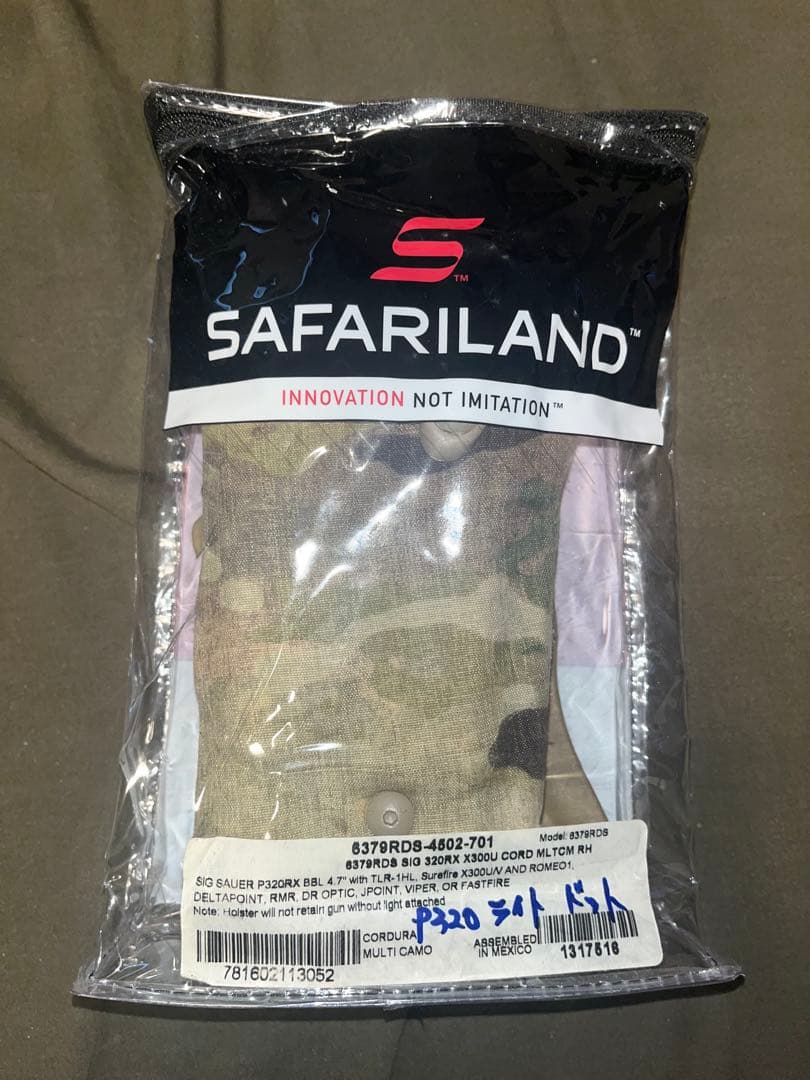 S™
SAFARILAND™
INNOVATION NOT IMITATION™
6379RDS-4502-701 Model: 6379RDS
6379RDS SIG 320RX X300U CORD MLTCM RH
SIG SAUER P320RX BBL 4.7" with TLR-1HL, Surefire X300U/V AND ROMEO1,
DELTAPOINT, RMR, DR OPTIC, JPOINT, VIPER, OR FASTFIRE
Note: Holster will not retain gun without light attached
P320 ライト ドット
CORDURA
MULTI CAMO
ASSEMBLED
IN MEXICO
781602113052
1317516